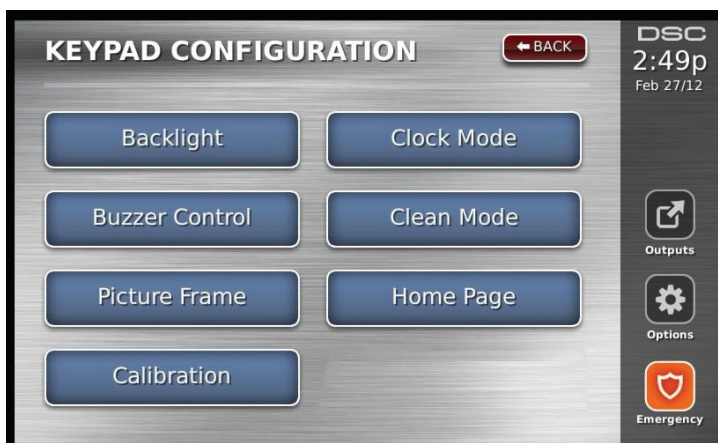 KEYPAD CONFIGURATION
BACK
DSC
2:49p
Feb 27/12
Backlight
Clock Mode
Buzzer Control
Clean Mode
Picture Frame
Home Page
Calibration
Outputs
Options
Emergency